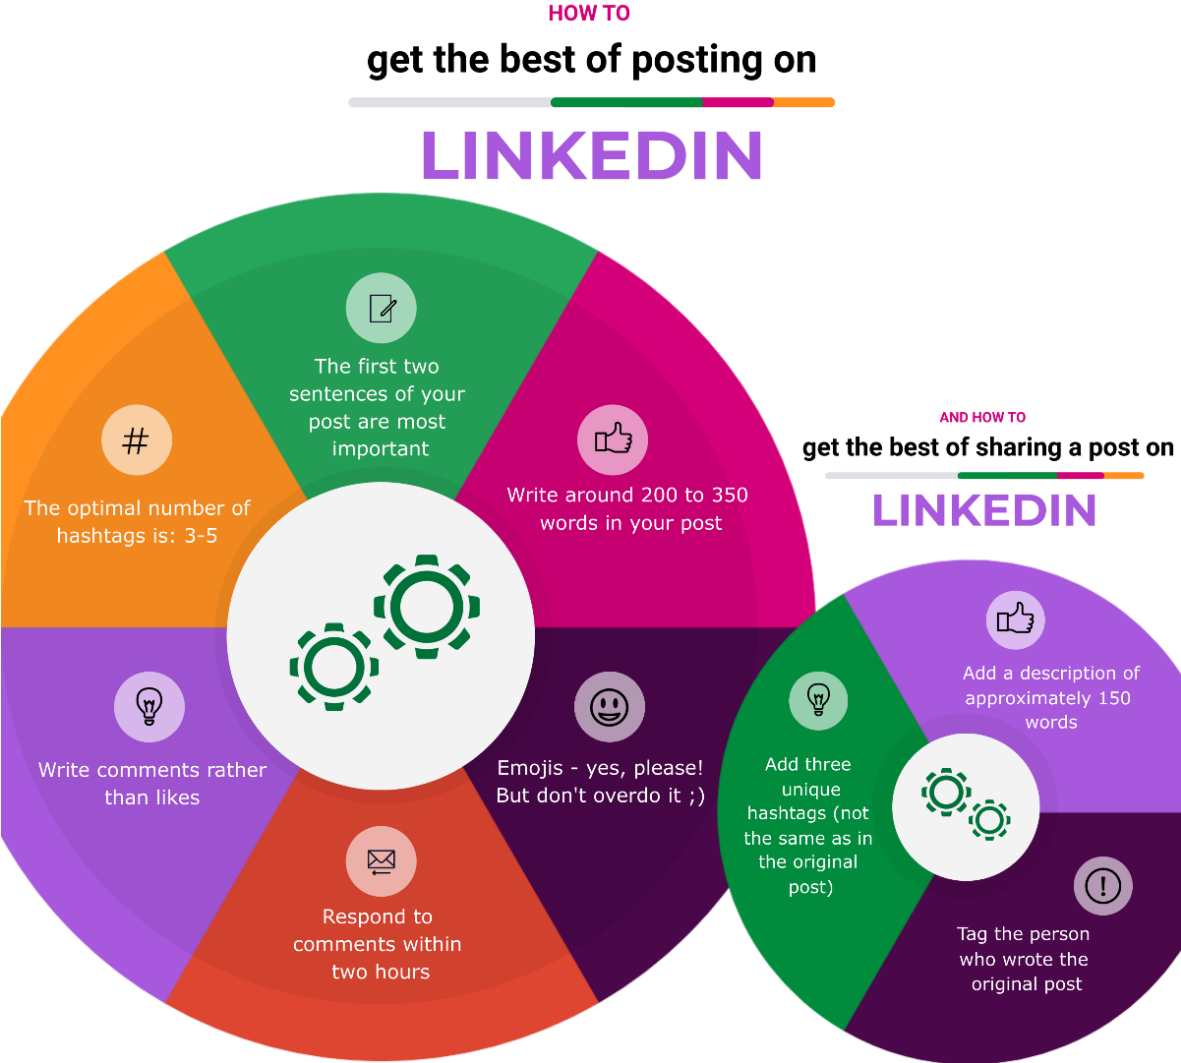 HOW TO
get the best of posting on
LINKEDIN
The first two
sentences of your
post are most
important
#
The optimal number of
hashtags is: 3-5
Write around 200 to 350
words in your post
Write comments rather
than likes
Emojis - yes, please!
But don't overdo it ;)
Respond to
comments within
two hours
AND HOW TO
get the best of sharing a post on
LINKEDIN
Add a description of
approximately 150
words
Add three
unique
hashtags (not
the same as in
the original
post)
!
Tag the person
who wrote the
original post